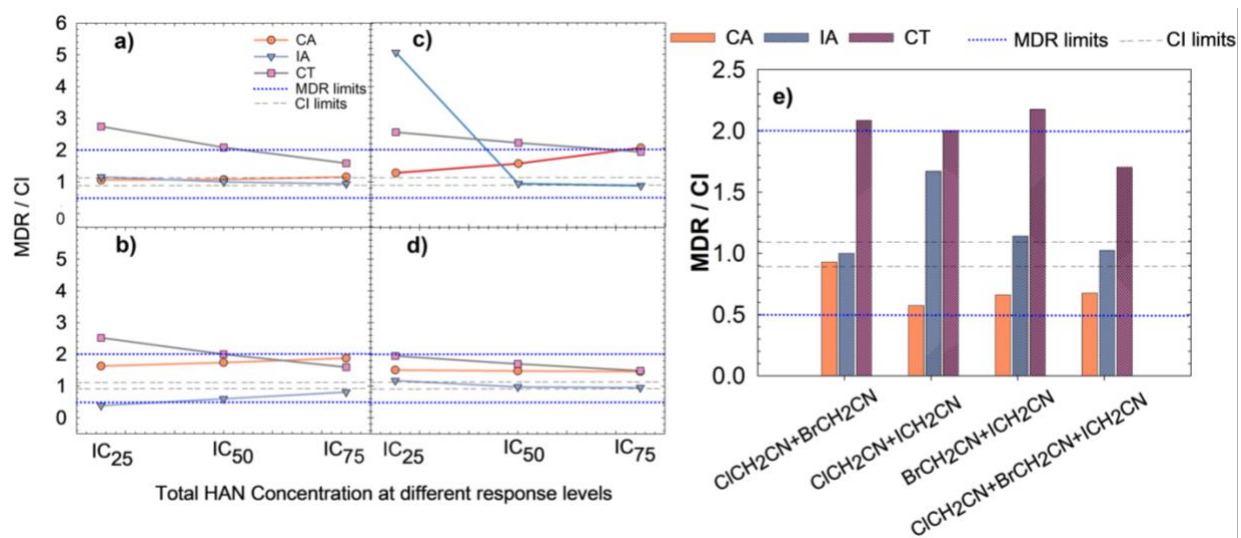 MDR / CI
6
5
4
3
2
1
0
a)
CA
IA
CT
MDR limits
CI limits
c)
5
4
3
2
1
0
b)
d)
IC25
IC50
IC75
IC25
IC50
IC75
Total HAN Concentration at different response levels
CA IA CT MDR limits CI limits
MDR / CI
2.5
2.0
1.5
1.0
0.5
0.0
e)
ClCH2CN+BrCH2CN
ClCH2CN+ICH2CN
BrCH2CN+ICH2CN
ClCH2CN+BrCH2CN+ICH2CN